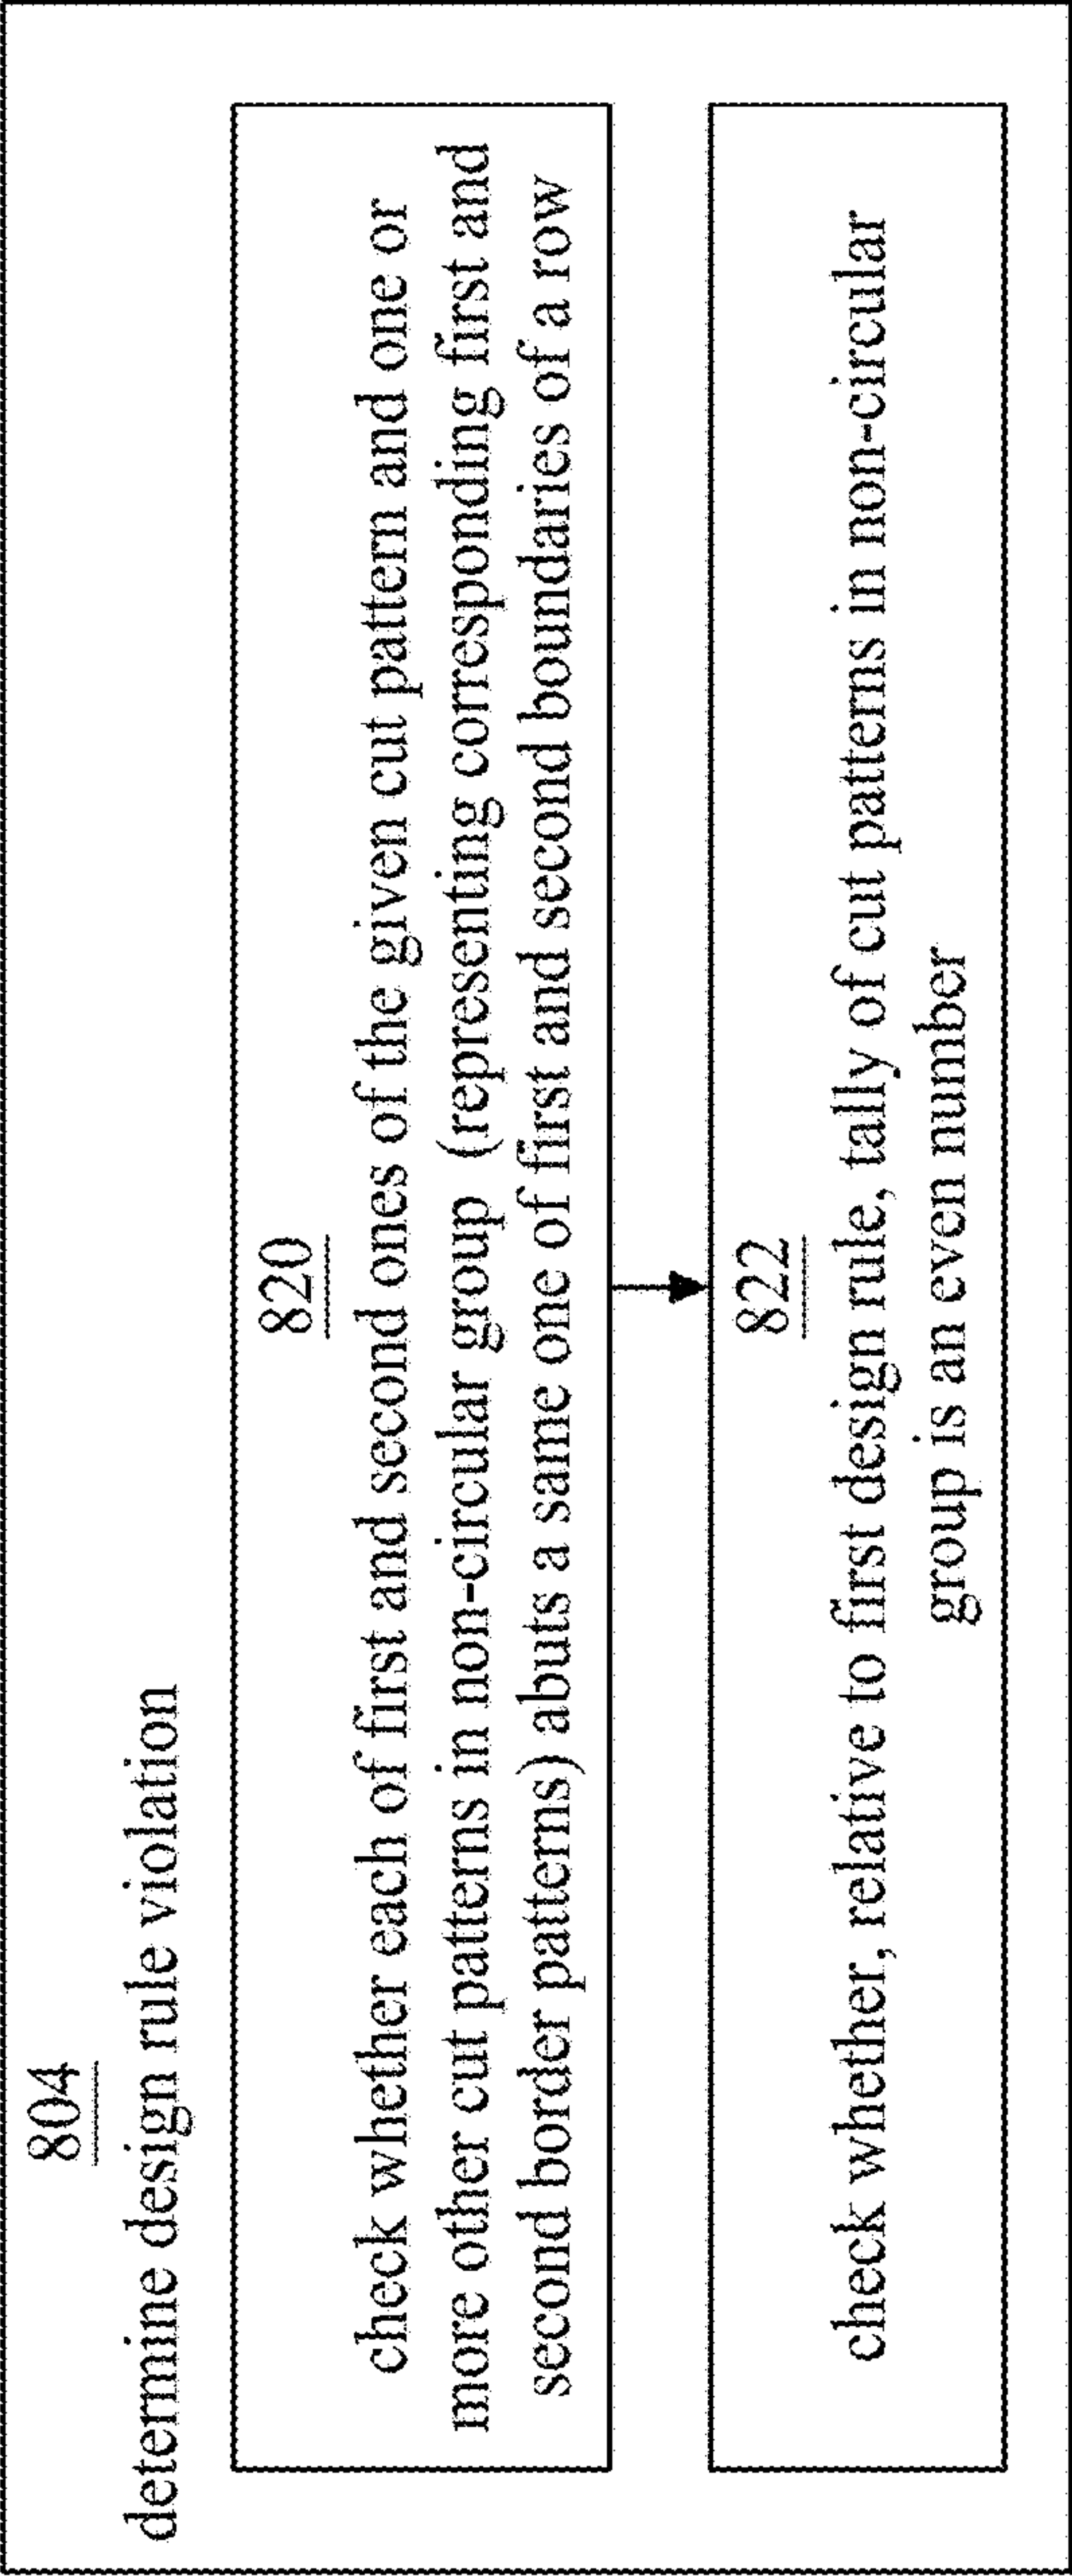 804
determine design rule violation
820
check whether each of first and second ones of the given cut pattern and one or
more other cut patterns in non-circular group (representing corresponding first and
second border patterns) abuts a same one of first and second boundaries of a row
822
check whether, relative to first design rule, tally of cut patterns in non-circular
group is an even number